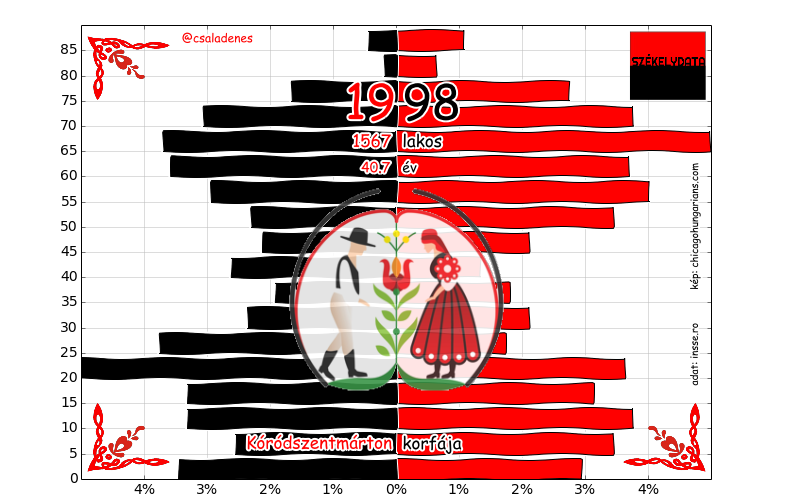 @csaladenes
SZÉKELYDATA
1998
1567 lakos
40.7 év
kép: chicagohungarians.com
adat: insse.ro
Kóródszentmárton korfája
85
80
75
70
65
60
55
50
45
40
35
30
25
20
15
10
5
0
4% 3% 2% 1% 0% 1% 2% 3% 4%